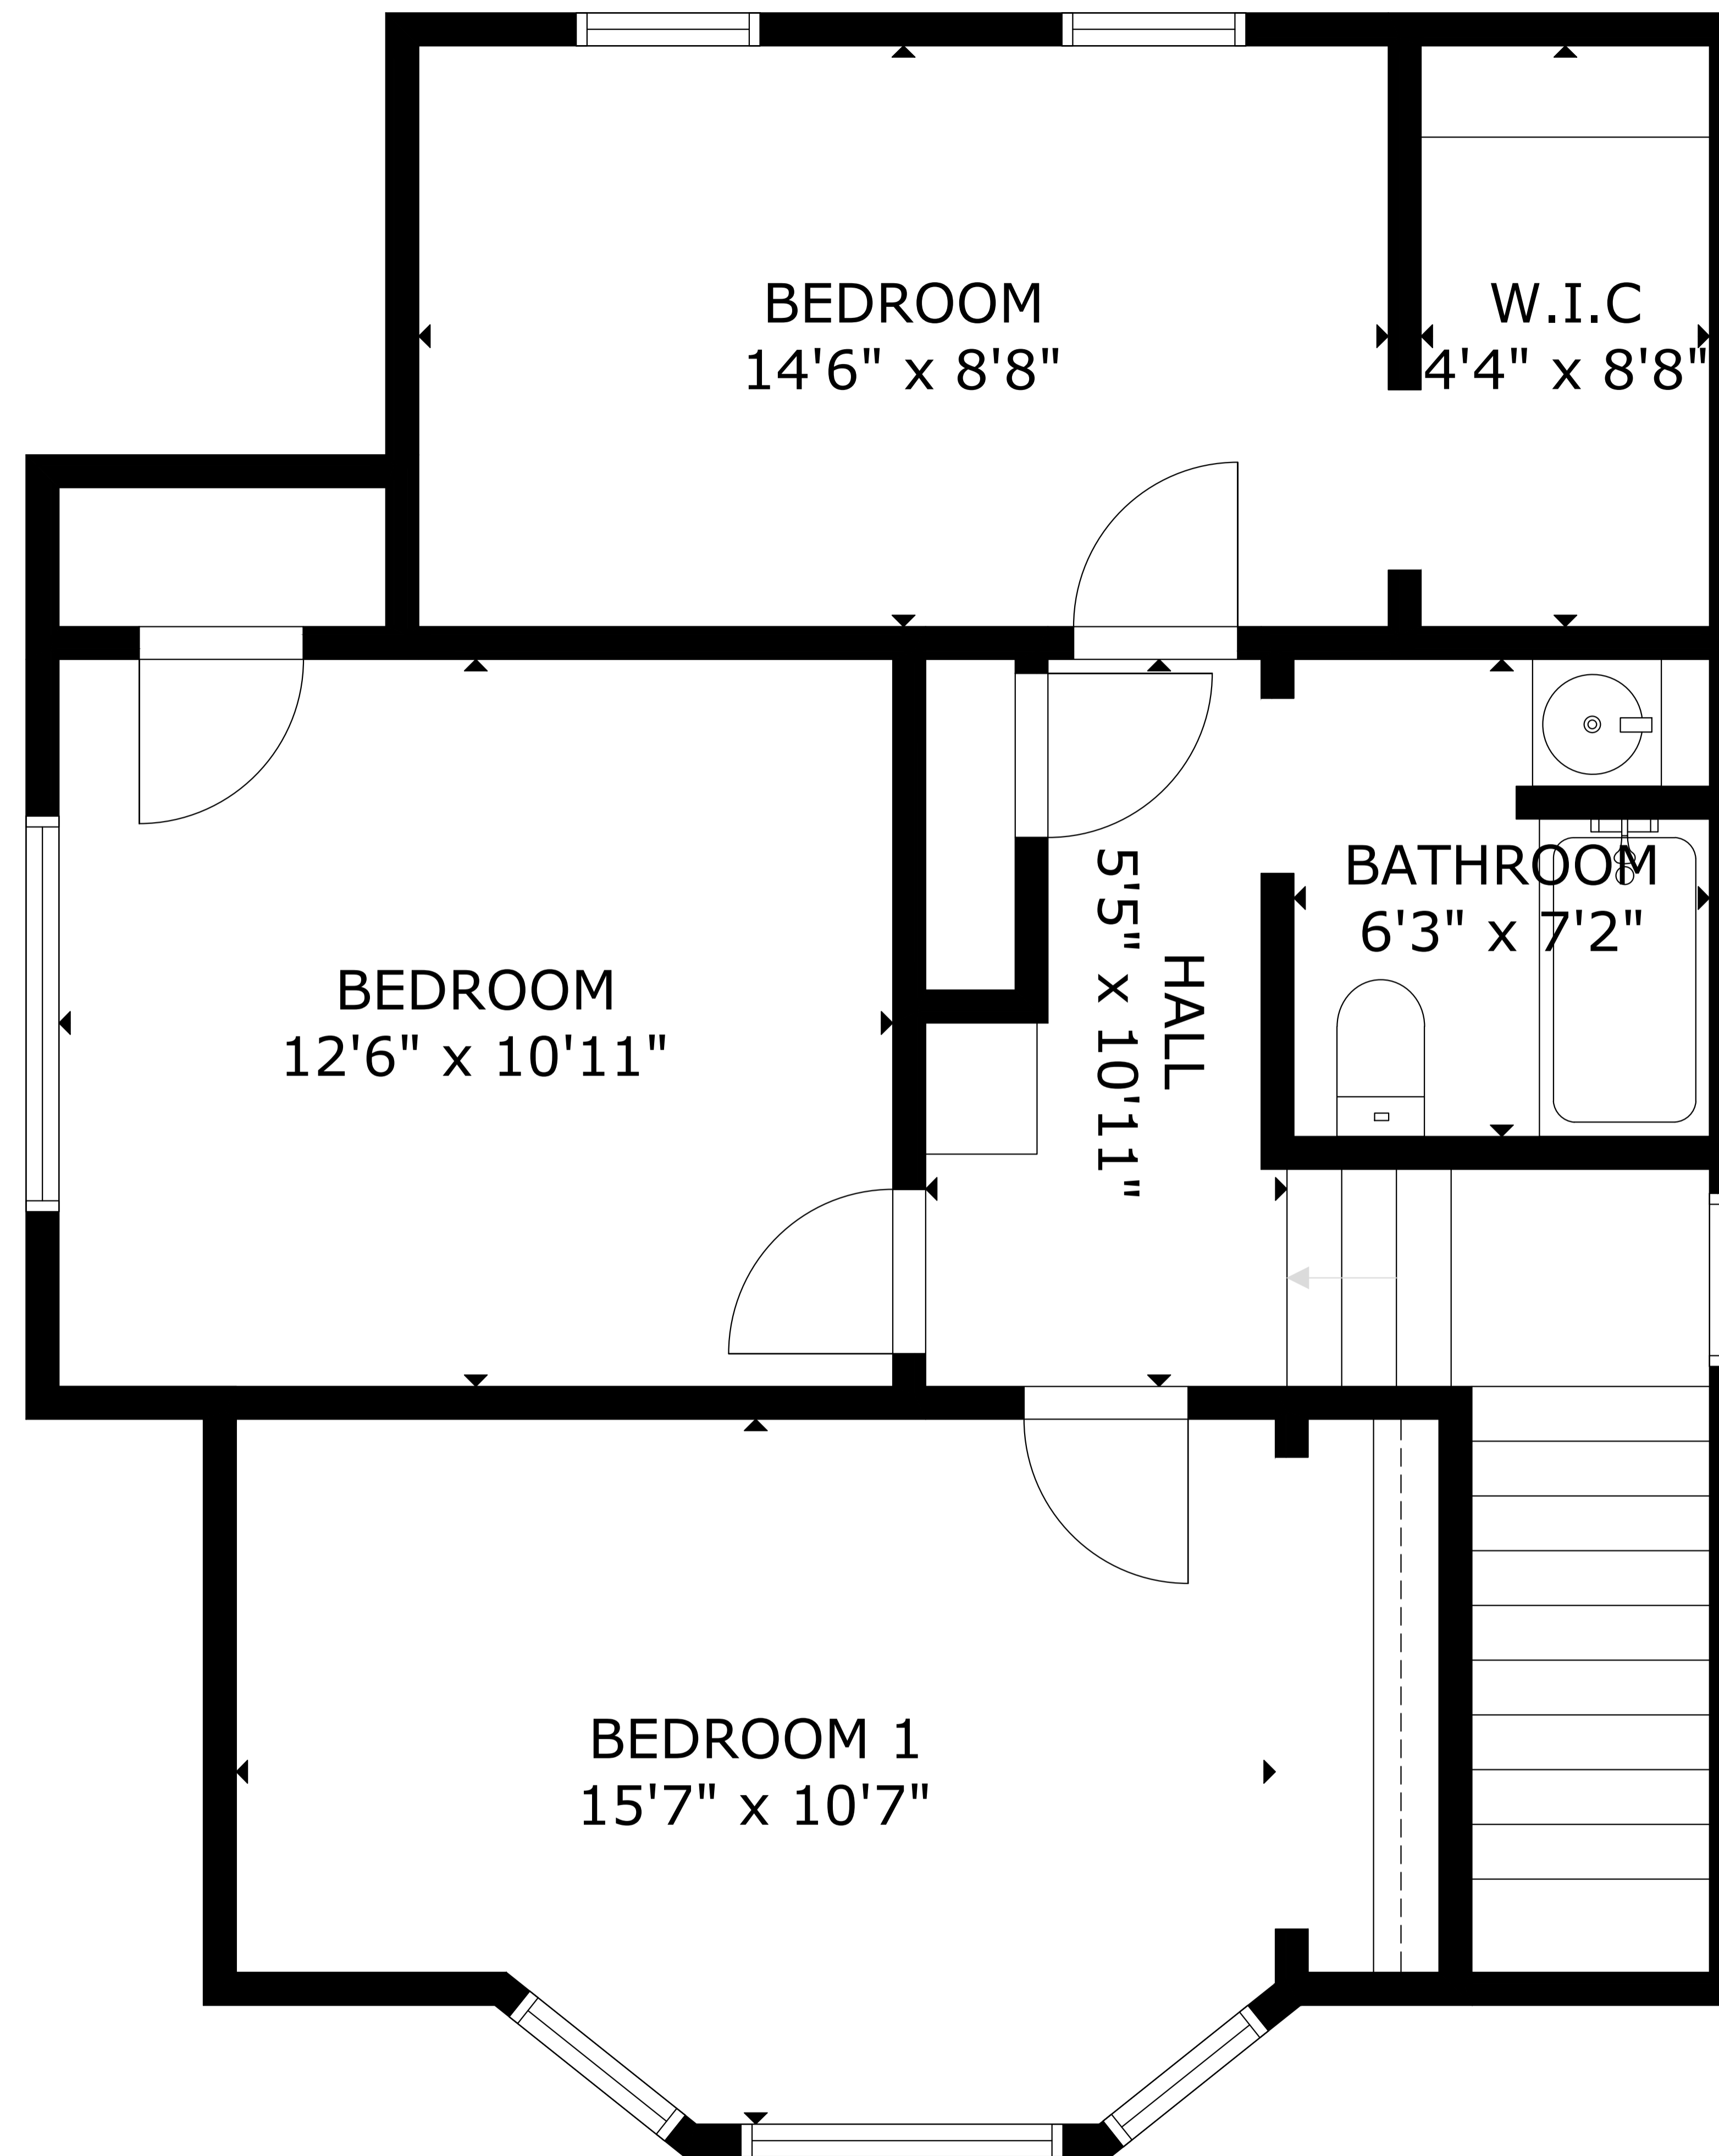 BEDROOM
14'6" x 8'8"
W.I.C
4'4" x 8'8"
BATHROOM
6'3" x 7'2"
HALL
5'5" x 10'11"
BEDROOM
12'6" x 10'11"
BEDROOM 1
15'7" x 10'7"